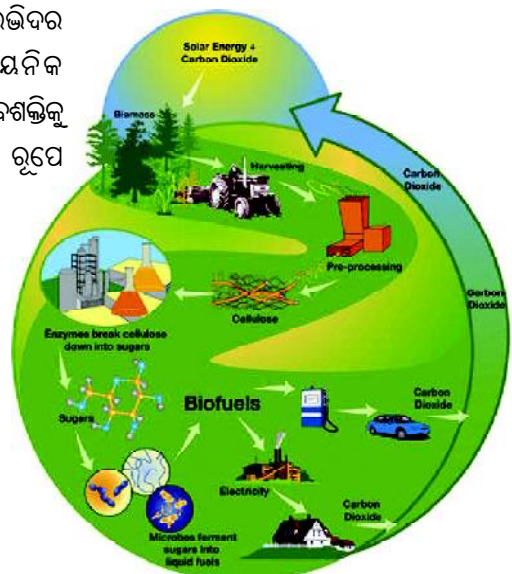 ୟନିକ
ରୂପେ
Solar Energy +
Carbon Dioxide
Biomass
Harvesting
Carbon
Dioxide
Pre-processing
Cellulose
Carbon
Dioxide
Enzymes break cellulose
down into sugars
Sugars
Biofuels
Carbon
Dioxide
Electricity
Carbon
Dioxide
Microbes ferment
sugars into
liquid fuels